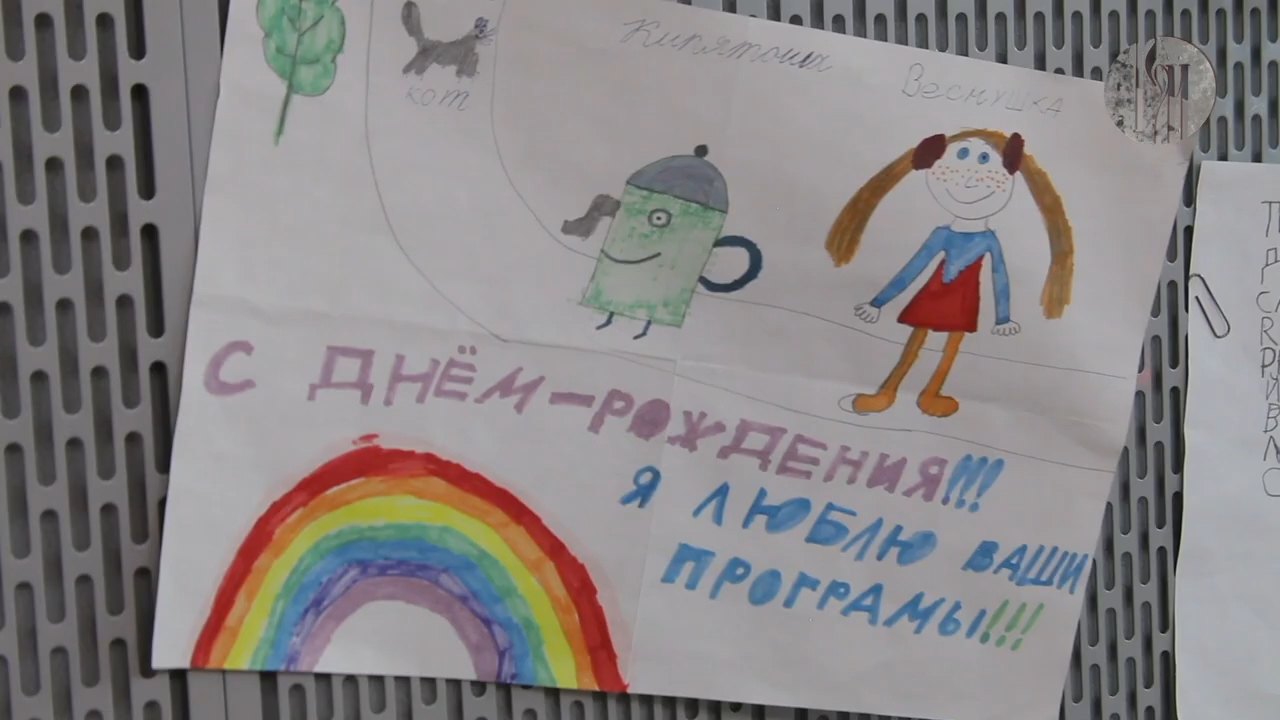 кот
Кипятоша
Веснушка
С ДНЁМ-РОЖДЕНИЯ!!!
Я ЛЮБЛЮ ВАШИ
ПРОГРАМЫ!!!